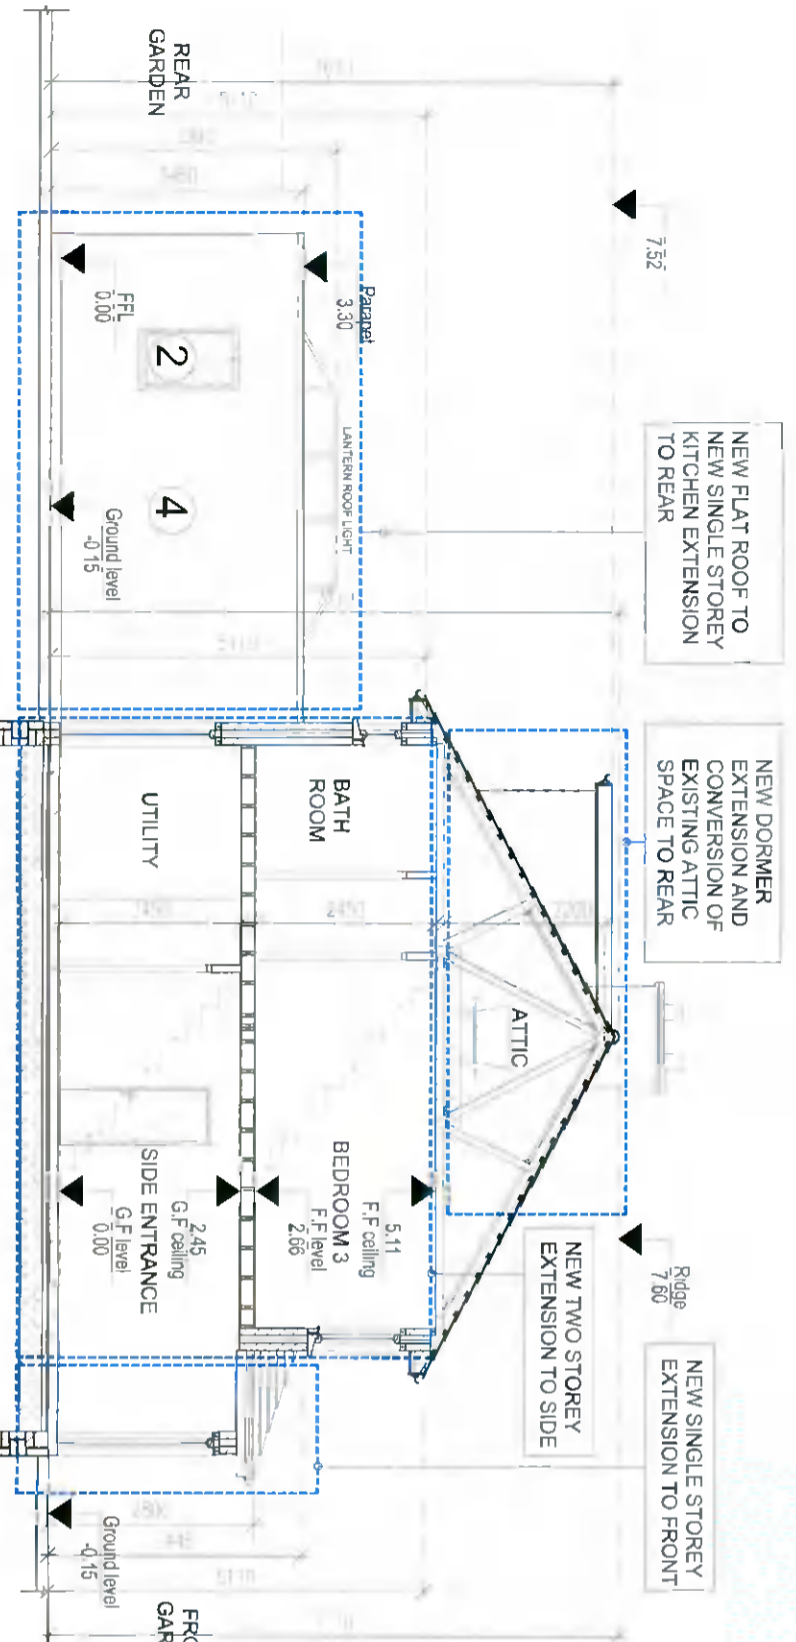 REAR
GARDEN
7.52
NEW FLAT ROOF TO
NEW SINGLE STOREY
KITCHEN EXTENSION
TO REAR
NEW DORMER
EXTENSION AND
CONVERSION OF
EXISTING ATTIC
SPACE TO REAR
Ridge
7.60
NEW SINGLE STOREY
EXTENSION TO FRONT
NEW TWO STOREY
EXTENSION TO SIDE
Parapet
3.30
LANTERN ROOF LIGHT
ATTIC
FFL
0.00
2
4
Ground level
-0.15
BATH
ROOM
BEDROOM 3
5.11
F.F ceiling
F.F level
2.66
2450
UTILITY
SIDE ENTRANCE
2.45
G.F ceiling
G.F level
0.00
Ground level
-0.15
5110